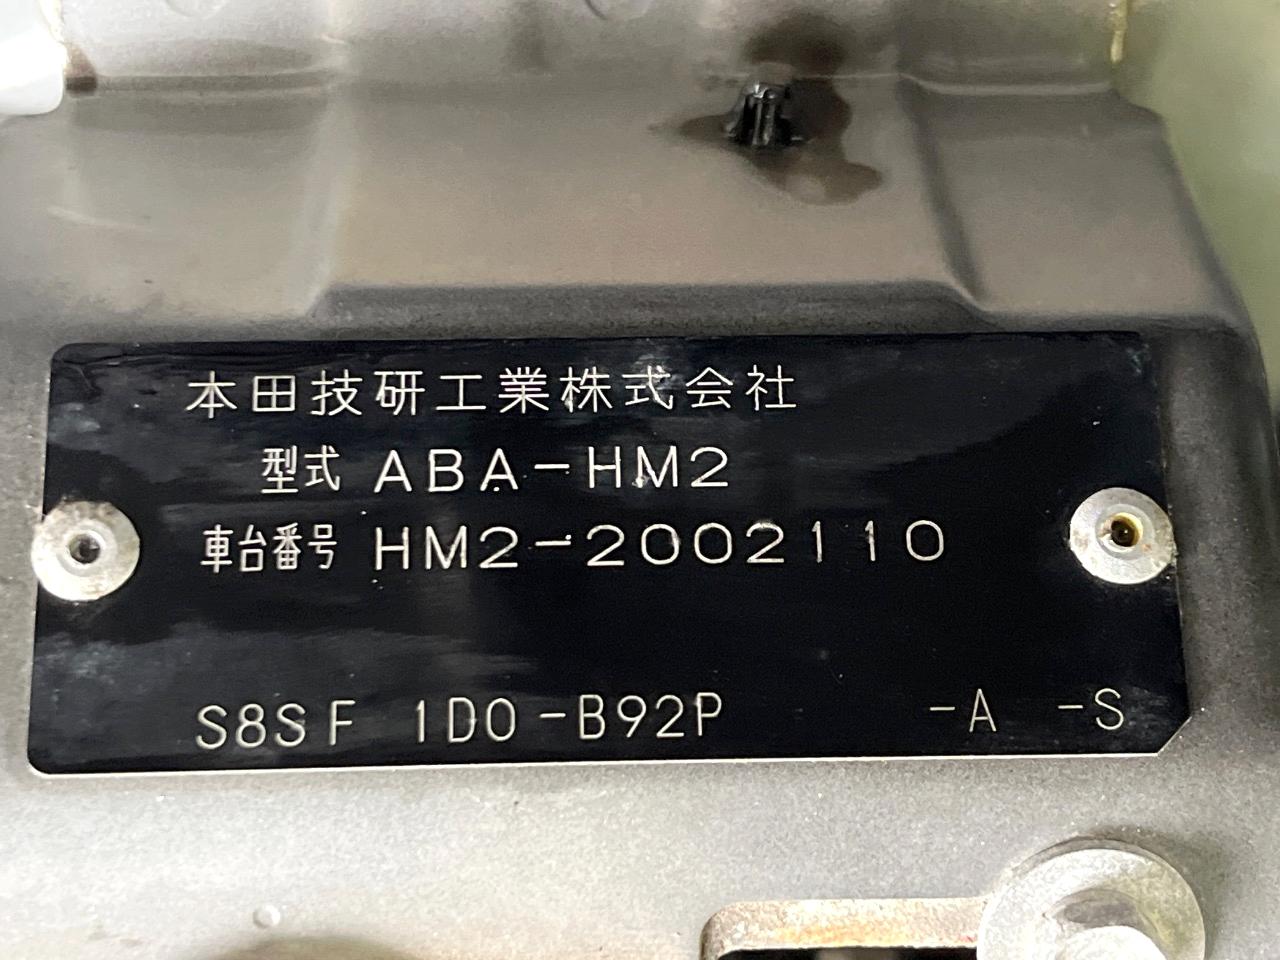 本田技研工業株式会社
型式 ABA-HM2
車台番号 HM2-2002110
S8SF 1D0-B92P -A -S